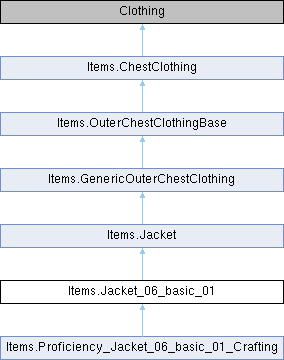 Clothing
Items.ChestClothing
Items.OuterChestClothingBase
Items.GenericOuterChestClothing
Items.Jacket
Items.Jacket_06_basic_01
Items.Proficiency_Jacket_06_basic_01_Crafting